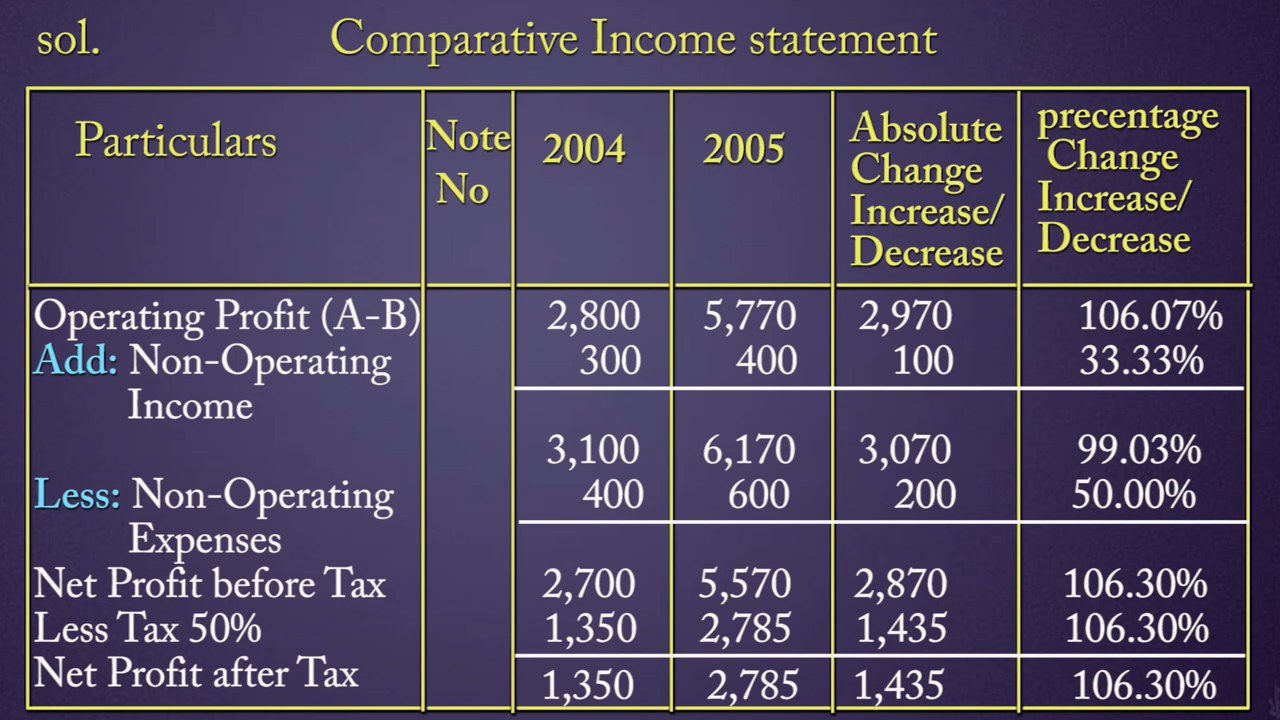 sol. Comparative Income statement
Particulars Note No 2004 2005 Absolute Change Increase/ Decrease precentage Change Increase/ Decrease
Operating Profit (A-B) 2,800 5,770 2,970 106.07%
Add: Non-Operating 300 400 100 33.33%
Income
3,100 6,170 3,070 99.03%
Less: Non-Operating 400 600 200 50.00%
Expenses
Net Profit before Tax 2,700 5,570 2,870 106.30%
Less Tax 50% 1,350 2,785 1,435 106.30%
Net Profit after Tax 1,350 2,785 1,435 106.30%